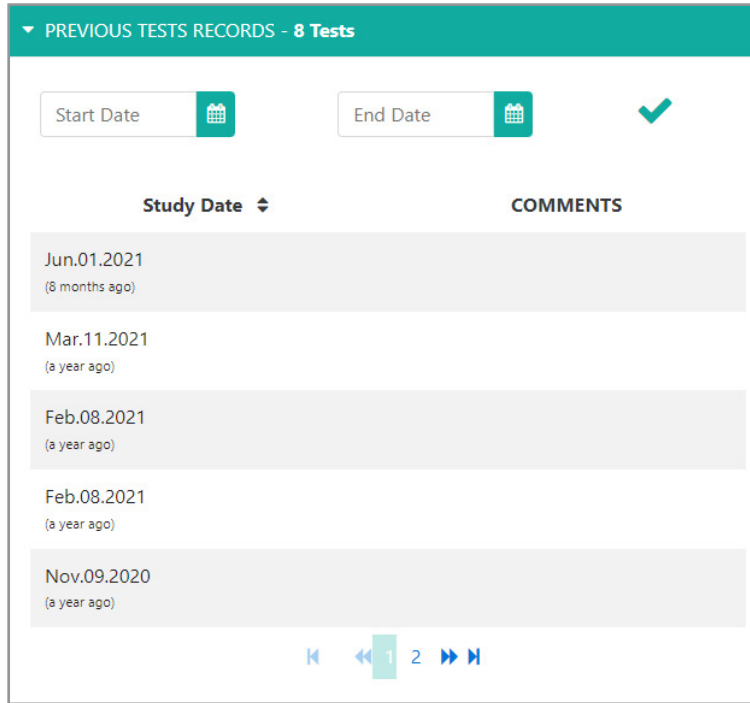 PREVIOUS TESTS RECORDS - 8 Tests
Start Date End Date
Study Date COMMENTS
Jun.01.2021
(8 months ago)
Mar.11.2021
(a year ago)
Feb.08.2021
(a year ago)
Feb.08.2021
(a year ago)
Nov.09.2020
(a year ago)
1 2